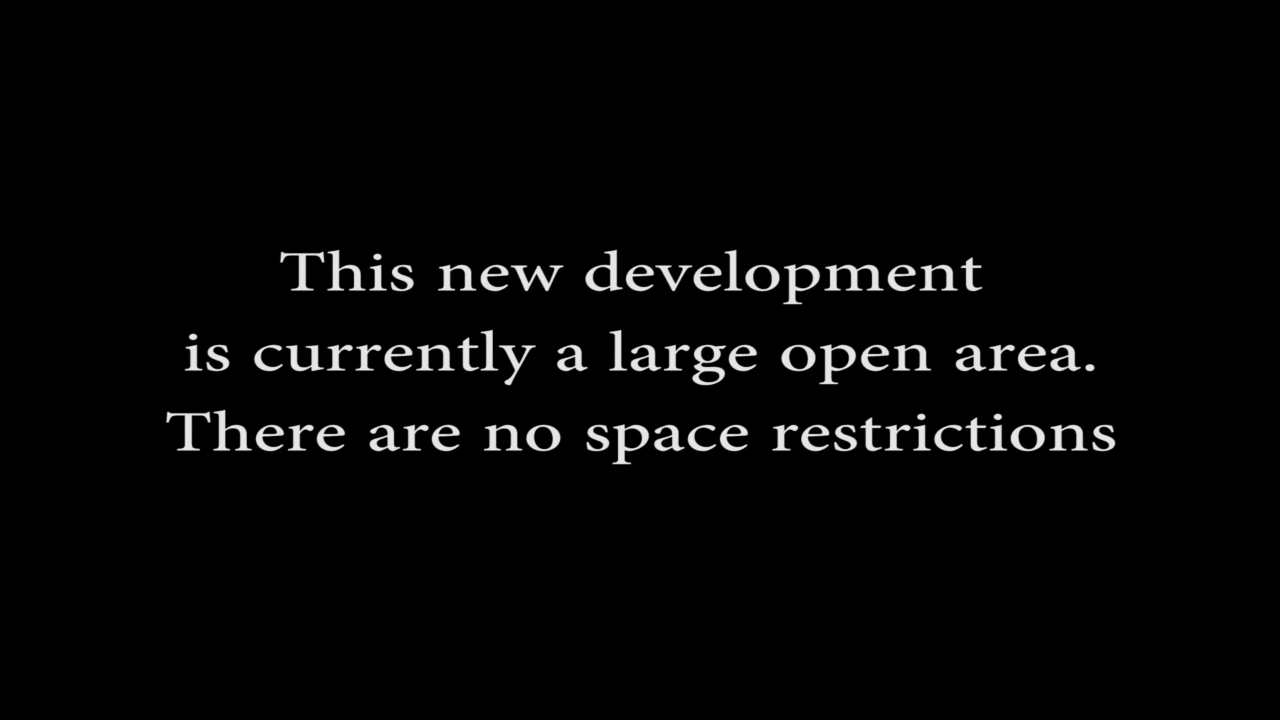 This new development
is currently a large open area.
There are no space restrictions